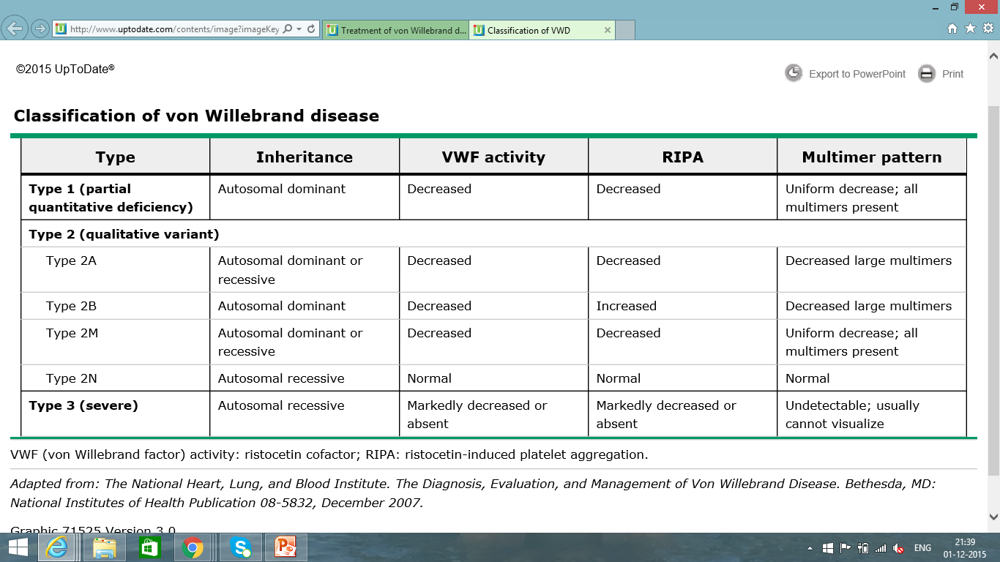 http://www.uptodate.com/contents/image?imageKey
Treatment of von Willebrand d...
Classification of VWD
©2015 UpToDate®
Export to PowerPoint
Print
Classification of von Willebrand disease
Type Inheritance VWF activity RIPA Multimer pattern
Type 1 (partial Autosomal dominant Decreased Decreased Uniform decrease; all
quantitative deficiency) multimers present
Type 2 (qualitative variant)
Type 2A Autosomal dominant or Decreased Decreased Decreased large multimers
recessive
Type 2B Autosomal dominant Decreased Increased Decreased large multimers
Type 2M Autosomal dominant or Decreased Decreased Uniform decrease; all
recessive multimers present
Type 2N Autosomal recessive Normal Normal Normal
Type 3 (severe) Autosomal recessive Markedly decreased or Markedly decreased or Undetectable; usually
absent absent cannot visualize
VWF (von Willebrand factor) activity: ristocetin cofactor; RIPA: ristocetin-induced platelet aggregation.
Adapted from: The National Heart, Lung, and Blood Institute. The Diagnosis, Evaluation, and Management of Von Willebrand Disease. Bethesda, MD:
National Institutes of Health Publication 08-5832, December 2007.
Graphic 71525 Version 3.0
ENG
21:39
01-12-2015